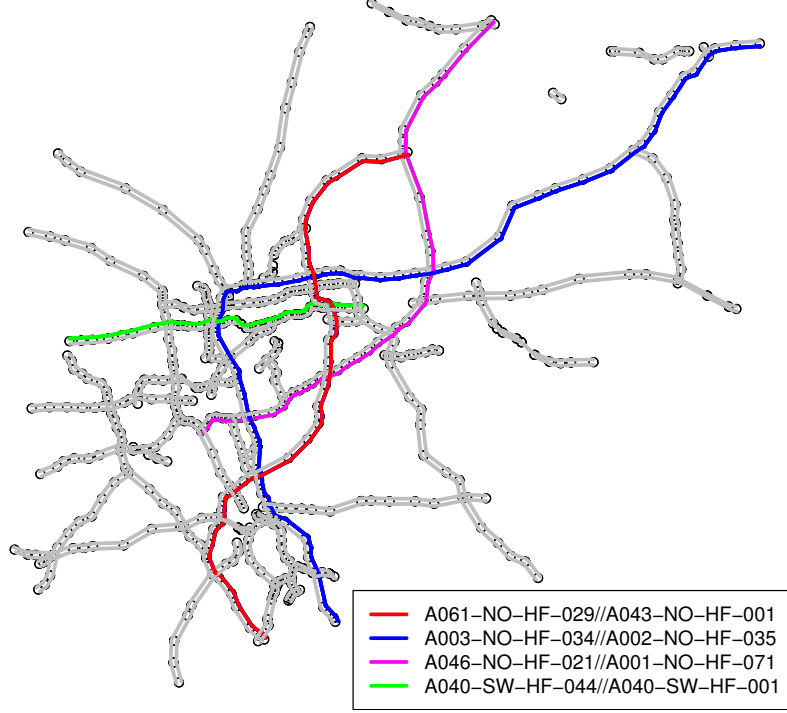 A061−NO−HF−029//A043−NO−HF−001
A003−NO−HF−034//A002−NO−HF−035
A046−NO−HF−021//A001−NO−HF−071
A040−SW−HF−044//A040−SW−HF−001